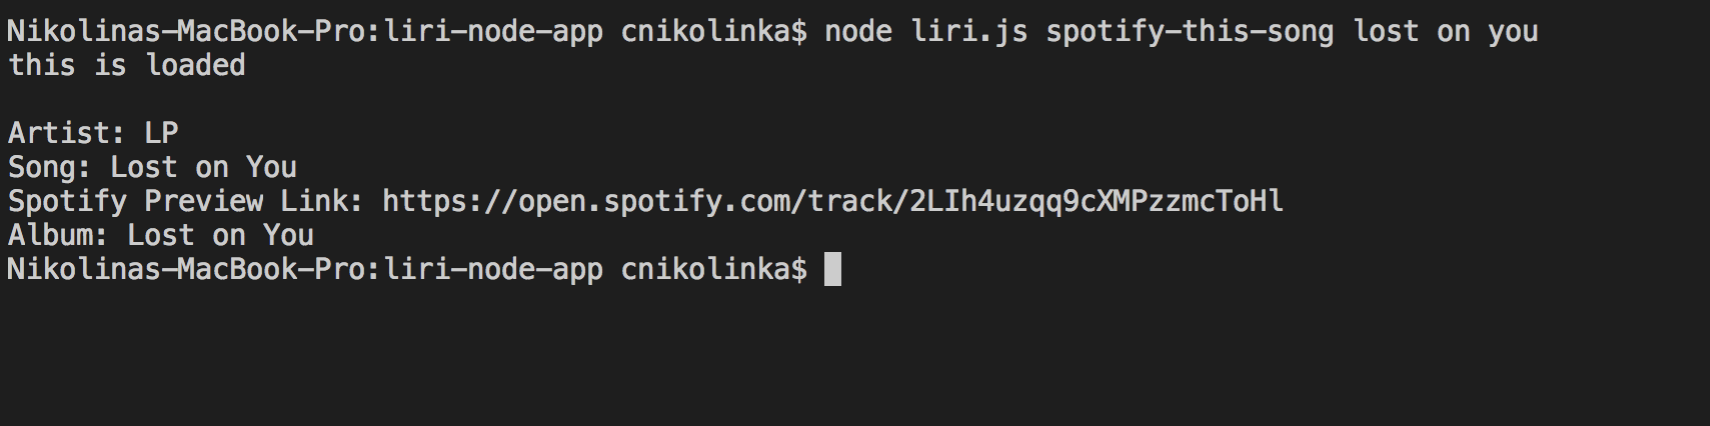 Nikolinas-MacBook-Pro:liri-node-app cnikolinka$ node liri.js spotify-this-song lost on you
this is loaded
Artist: LP
Song: Lost on You
Spotify Preview Link: https://open.spotify.com/track/2LIh4uzqq9cXMPzzmcToHl
Album: Lost on You
Nikolinas-MacBook-Pro:liri-node-app cnikolinka$